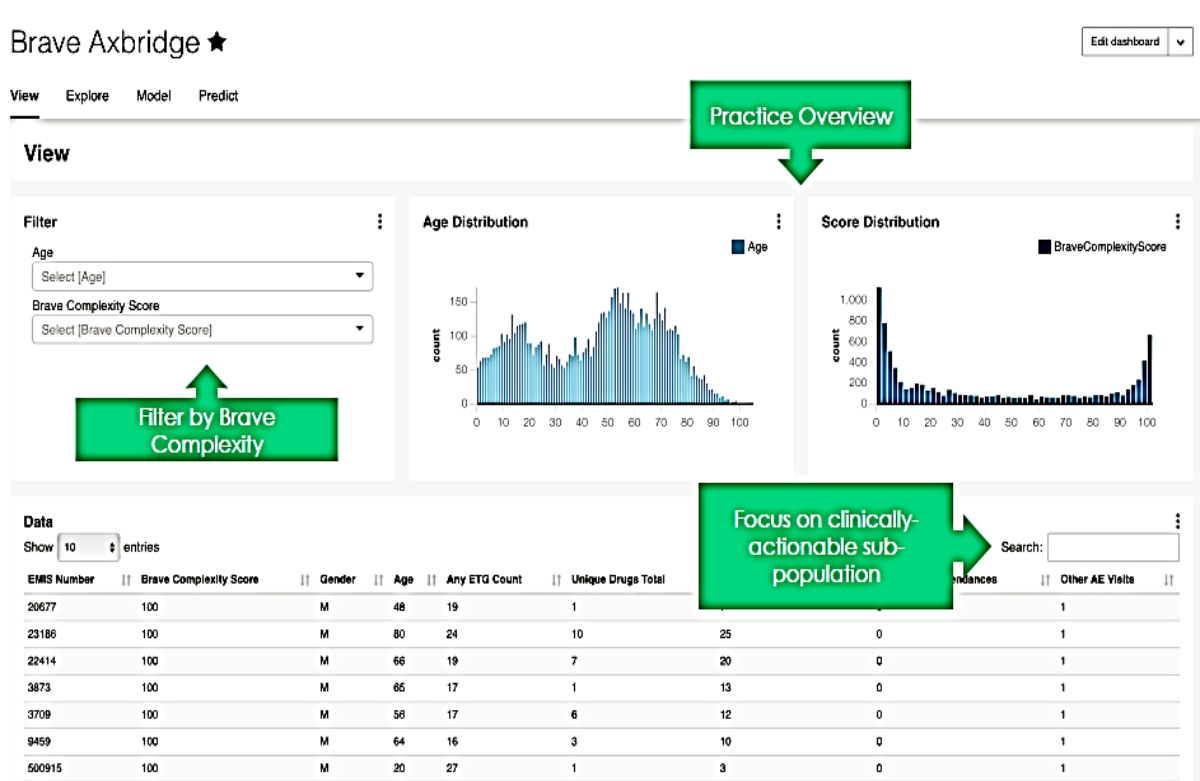 Brave Axbridge ★
Edit dashboard
View Explore Model Predict
Practice Overview
View
Filter
Age
Select [Age]
Brave Complexity Score
Select [Brave Complexity Score]
Filter by Brave
Complexity
Age Distribution
Age
count
150
100
50
0
0 10 20 30 40 50 60 70 80 90 100
Score Distribution
BraveComplexityScore
count
1,000
800
600
400
200
0
0 10 20 30 40 50 60 70 80 90 100
Focus on clinically-
actionable sub-
population
Data
Show 10 entries
Search:
EMIS Number Brave Complexity Score Gender Age Any ETG Count Unique Drugs Total Other AE Visits
20677 100 M 48 19 1 1
23186 100 M 80 24 10 25 0 1
22414 100 M 66 19 7 20 0 1
3873 100 M 65 17 1 13 0 1
3709 100 M 56 17 6 12 0 1
9459 100 M 64 16 3 10 0 1
500915 100 M 20 27 1 3 0 1